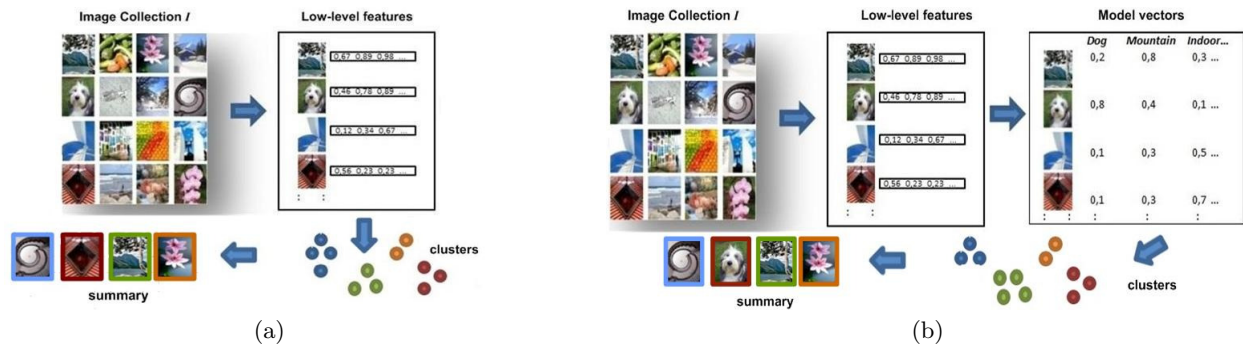 Image Collection I
Low-level features
0,67 0,89 0,98 ...
0,46 0,78 0,89 ...
0,12 0,34 0,67 ...
0,56 0,23 0,23 ...
: :
clusters
summary
(a)
Image Collection I
Low-level features
Model vectors
0,67 0,89 0,98 ...
0,46 0,78 0,89 ...
0,12 0,34 0,67 ...
0,56 0,23 0,23 ...
: :
Dog Mountain Indoor...
0,2 0,8 0,3 ...
0,8 0,4 0,1 ...
0,1 0,3 0,5 ...
0,1 0,3 0,7 ...
: : : : :
clusters
summary
(b)